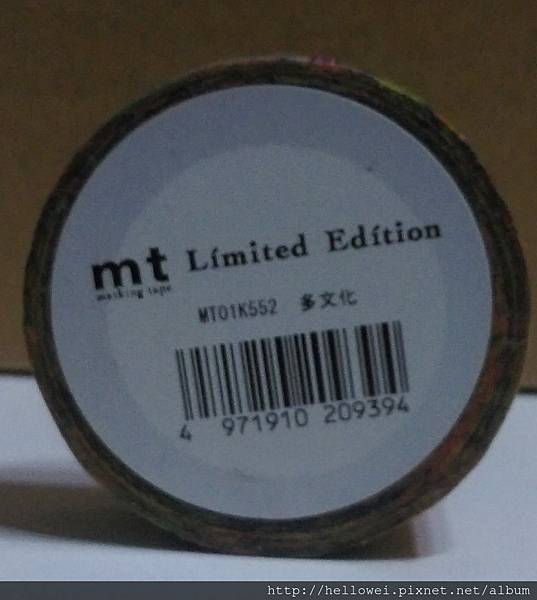 mt Limited Edition
masking tape
MT01K552 多文化
4 971910 209394
http://hellowei.pixnet.net/album